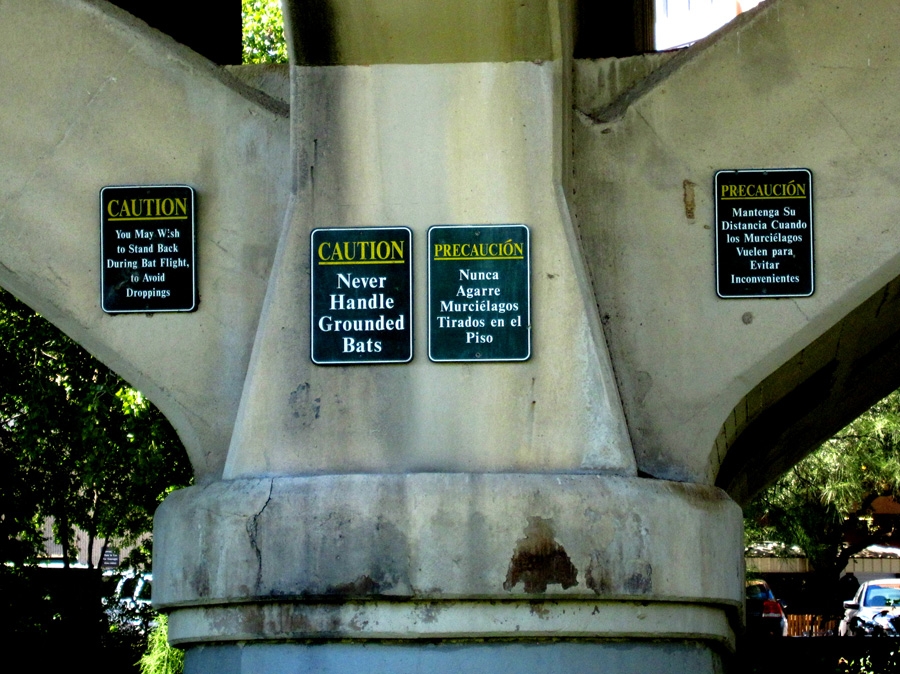 CAUTION
You May Wish
to Stand Back
During Bat Flight,
to Avoid
Droppings
CAUTION
Never
Handle
Grounded
Bats
PRECAUCIÓN
Nunca
Agarre
Murciélagos
Tirados en el
Piso
PRECAUCIÓN
Mantenga Su
Distancia Cuando
los Murciélagos
Vuelen para
Evitar
Inconvenientes